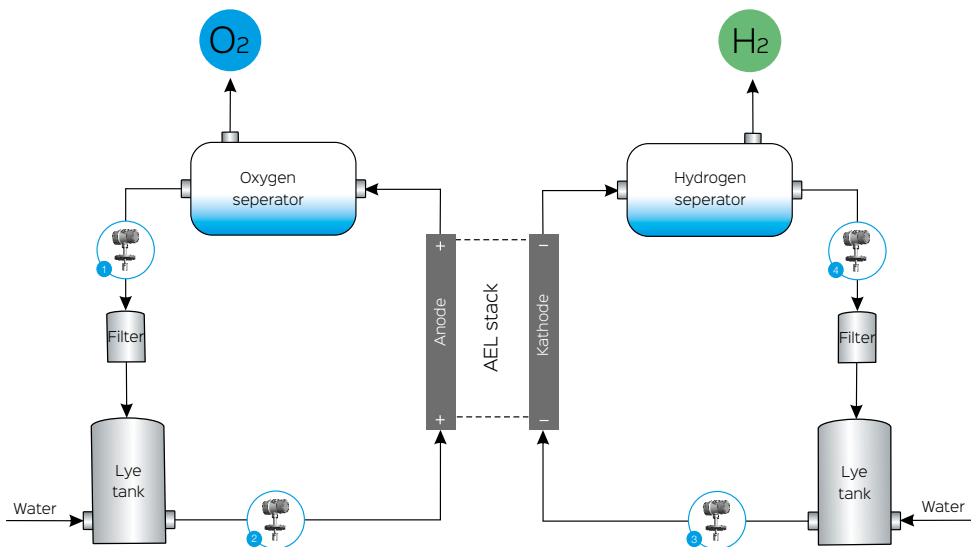 O2
H2
Oxygen
seperator
Hydrogen
seperator
1
4
+
−
Filter
Anode
AEL stack
Kathode
Filter
+
−
Lye
tank
Lye
tank
Water
Water
2
3